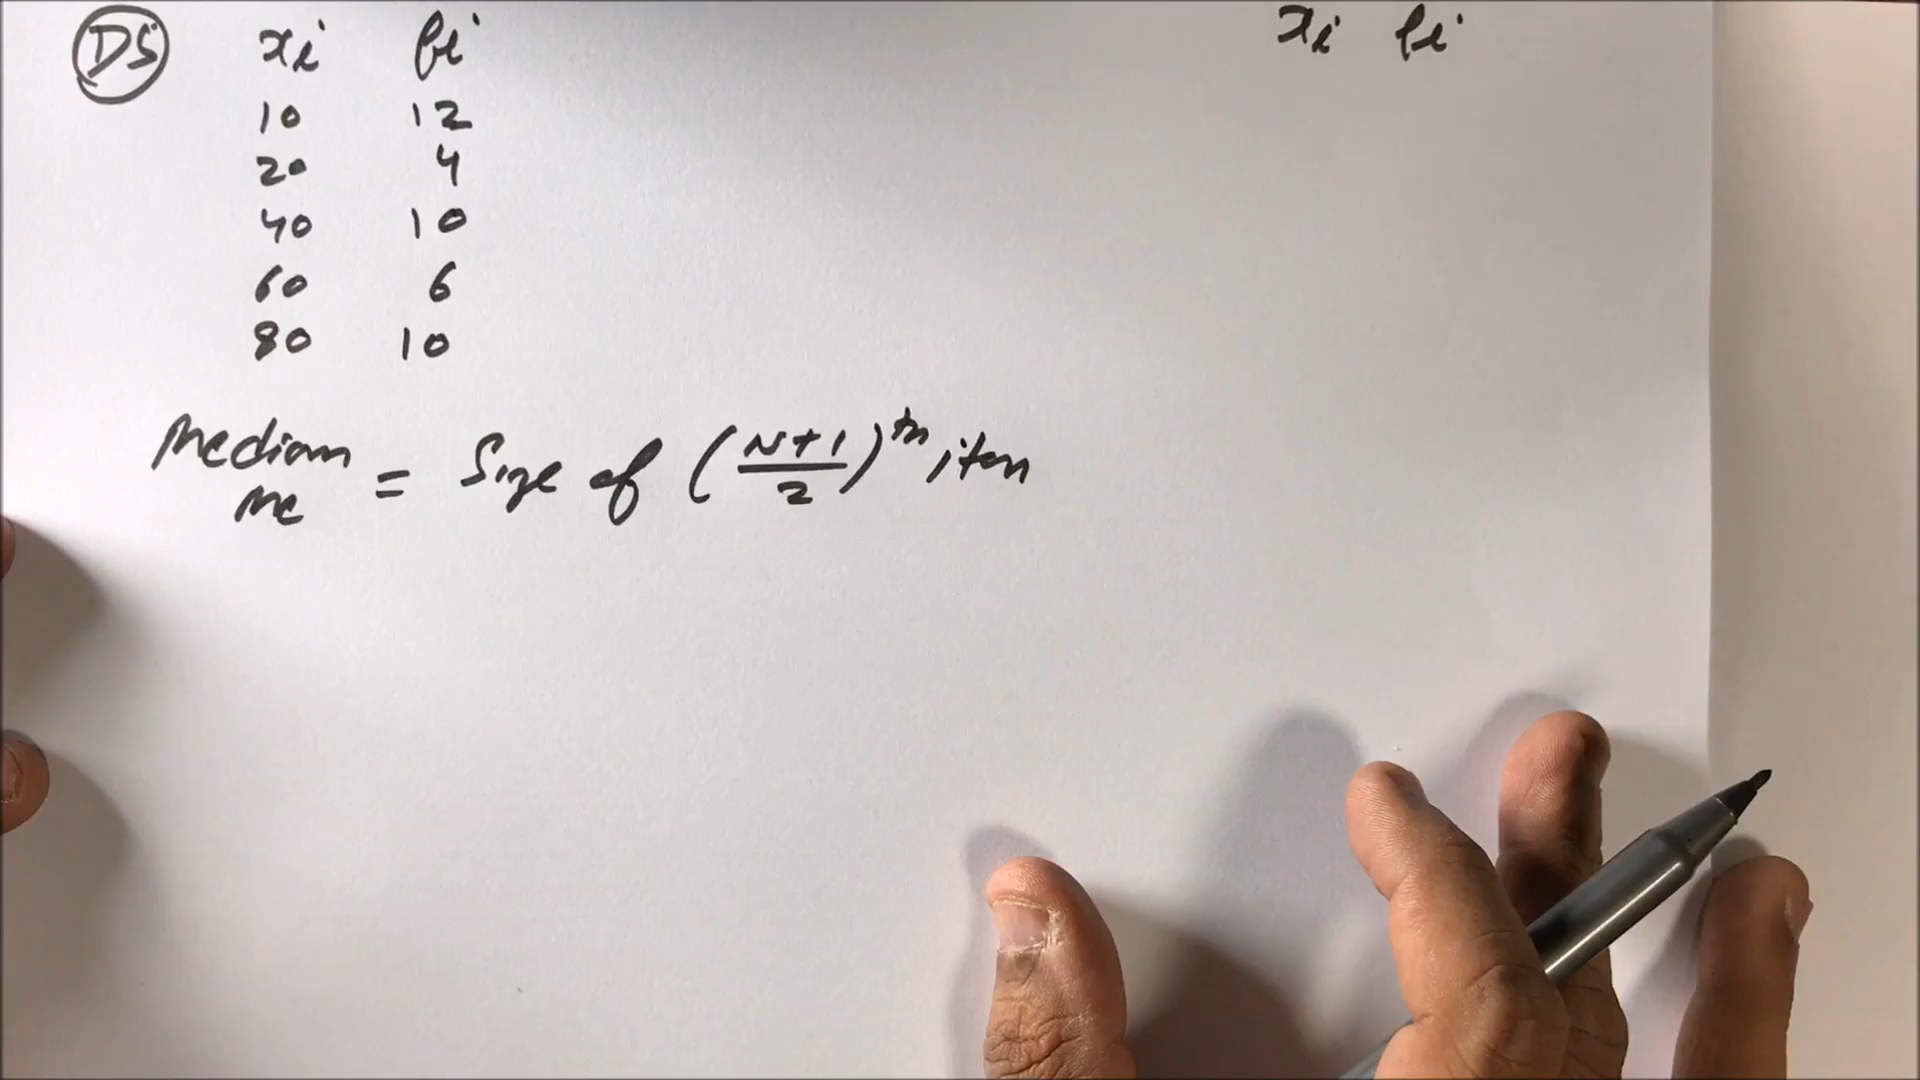 DS xi fi xi fi
10 12
20 4
40 10
60 6
80 10
Median = Size of (N+1/2)th item
Me